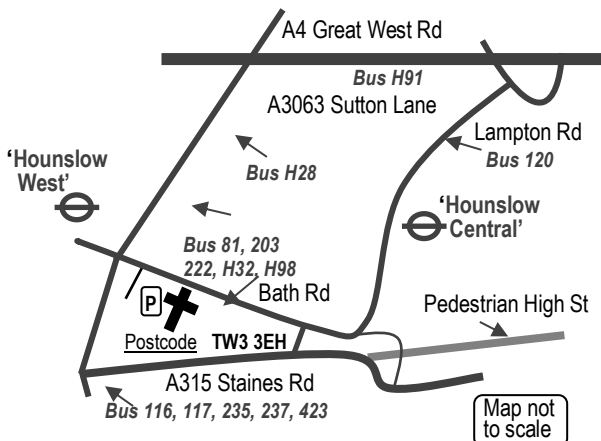 A4 Great West Rd
Bus H91
A3063 Sutton Lane
Lampton Rd
Bus 120
Bus H28
'Hounslow
West'
'Hounslow
Central'
Bus 81, 203
222, H32, H98
Bath Rd
Pedestrian High St
P
Postcode TW3 3EH
A315 Staines Rd
Bus 116, 117, 235, 237, 423
Map not
to scale